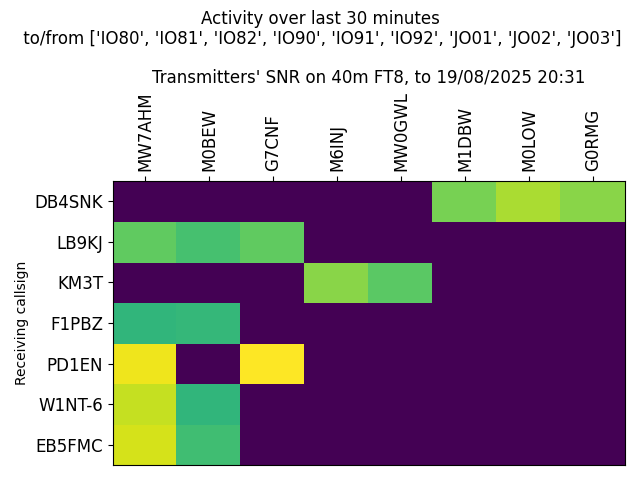 Activity over last 30 minutes
to/from ['IO80', 'IO81', 'IO82', 'IO90', 'IO91', 'IO92', 'JO01', 'JO02', 'JO03']
Transmitters' SNR on 40m FT8, to 19/08/2025 20:31
MW7AHM
M0BEW
G7CNF
M6INJ
MW0GWL
M1DBW
M0LOW
G0RMG
Receiving callsign
DB4SNK
LB9KJ
KM3T
F1PBZ
PD1EN
W1NT-6
EB5FMC